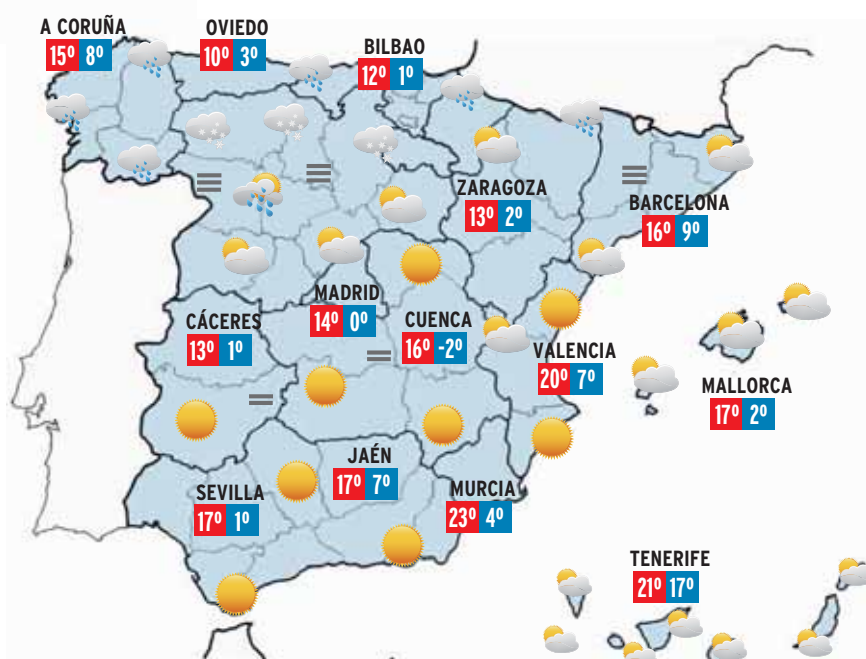 A CORUÑA
15º 8º
OVIEDO
10º 3º
BILBAO
12º 1º
ZARAGOZA
13º 2º
BARCELONA
16º 9º
MADRID
14º 0º
CÁCERES
13º 1º
CUENCA
16º -2º
VALENCIA
20º 7º
MALLORCA
17º 2º
JAÉN
17º 7º
SEVILLA
17º 1º
MURCIA
23º 4º
TENERIFE
21º 17º